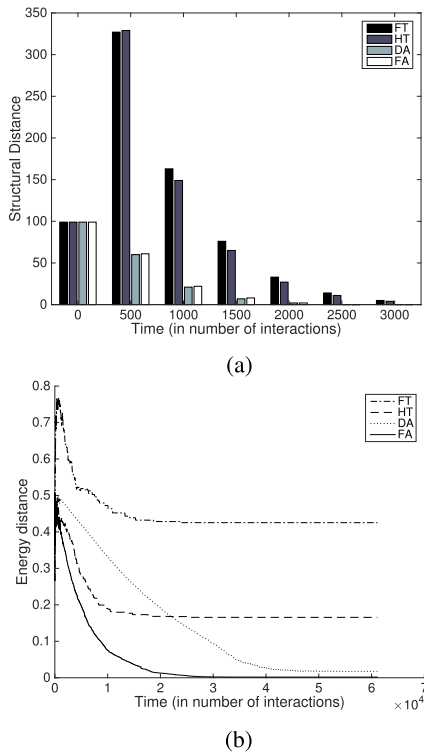 350
300
250
200
150
100
50
0
Structural Distance
FT
HT
DA
FA
0 500 1000 1500 2000 2500 3000
Time (in number of interactions)
(a)
0.8
0.7
0.6
0.5
0.4
0.3
0.2
0.1
0
Energy distance
FT
HT
DA
FA
0 1 2 3 4 5 6 7
×10⁴
Time (in number of interactions)
(b)